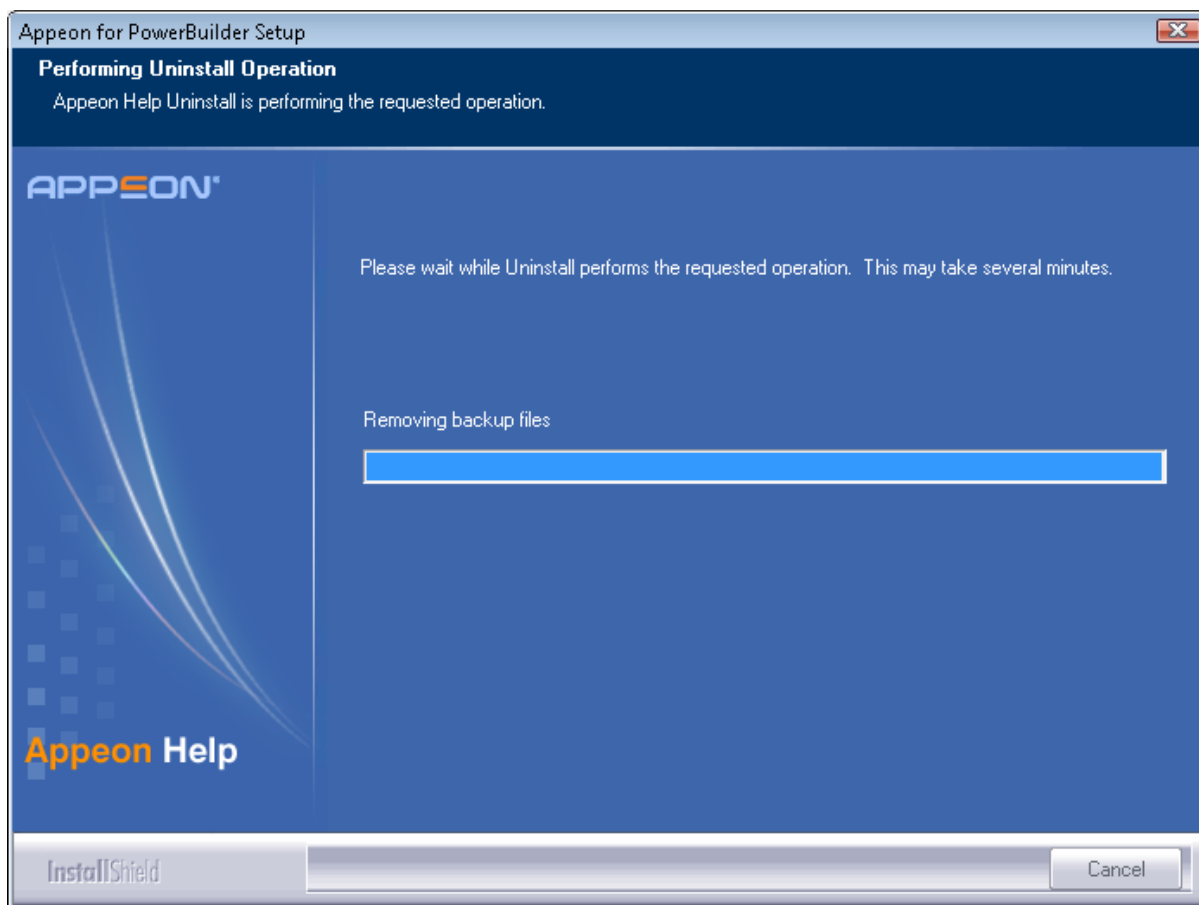 Appeon for PowerBuilder Setup
Performing Uninstall Operation
Appeon Help Uninstall is performing the requested operation.
APPEON
Please wait while Uninstall performs the requested operation.  This may take several minutes.
Removing backup files
Appeon Help
InstallShield
Cancel